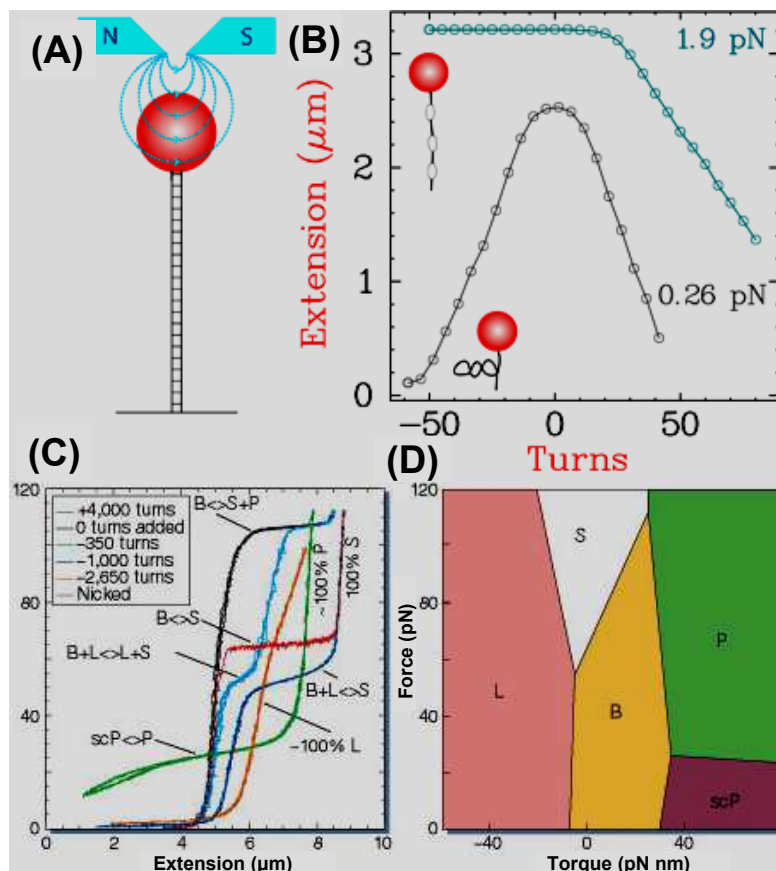 (A)
N
S
(B)
Extension (μm)
3
2
1
0
1.9 pN
0.26 pN
−50
0
50
Turns
(C)
120
80
40
0
+4,000 turns
0 turns added
−350 turns
−1,000 turns
−2,650 turns
Nicked
B<>S+P
B<>S
B+L<>L+S
scP<>P
~100% P
100% S
B+L<>S
~100% L
0
2
4
6
8
10
Extension (μm)
(D)
Force (pN)
120
80
40
0
S
L
B
P
scP
−40
0
40
Torque (pN nm)